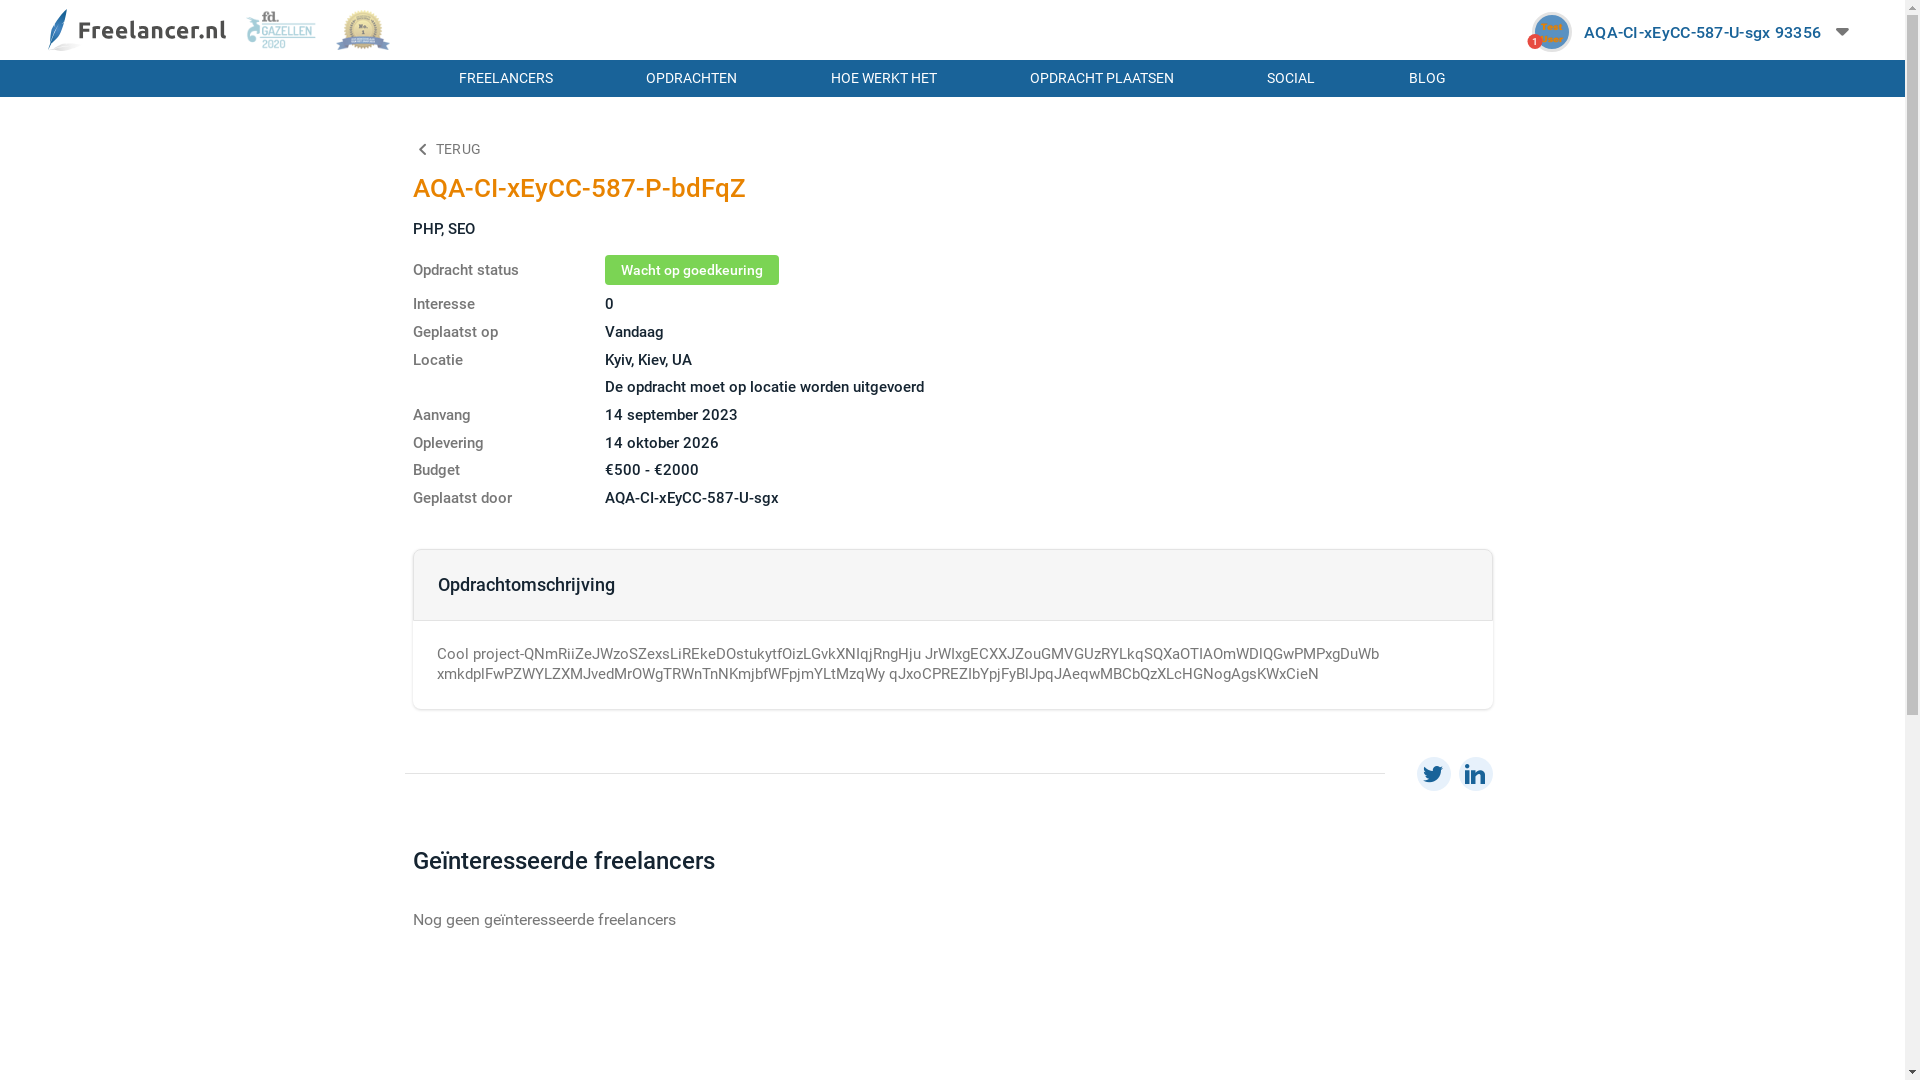 Freelancer.nl
fd.
GAZELLEN
2020
1
AQA-CI-xEyCC-587-U-sgx 93356
FREELANCERS OPDRACHTEN HOE WERKT HET OPDRACHT PLAATSEN SOCIAL BLOG
TERUG
AQA-CI-xEyCC-587-P-bdFqZ
PHP, SEO
Opdracht status Wacht op goedkeuring
Interesse 0
Geplaatst op Vandaag
Locatie Kyiv, Kiev, UA
De opdracht moet op locatie worden uitgevoerd
Aanvang 14 september 2023
Oplevering 14 oktober 2026
Budget €500 - €2000
Geplaatst door AQA-CI-xEyCC-587-U-sgx
Opdrachtomschrijving
Cool project-QNmRiiZeJWzoSZexsLiREkeDOstukytfOizLGvkXNIqjRngHju JrWIxgECXXJZouGMVGUzRYLkqSQXaOTIAOmWDIQGwPMPxgDuWb
xmkdpIFwPZWYLZXMJvedMrOWgTRWnTnNKmjbfWFpjmYLtMzqWy qJxoCPREZIbYpjFyBlJpqJAeqwMBCbQzXLcHGNogAgsKWxCieN
Geïnteresseerde freelancers
Nog geen geïnteresseerde freelancers